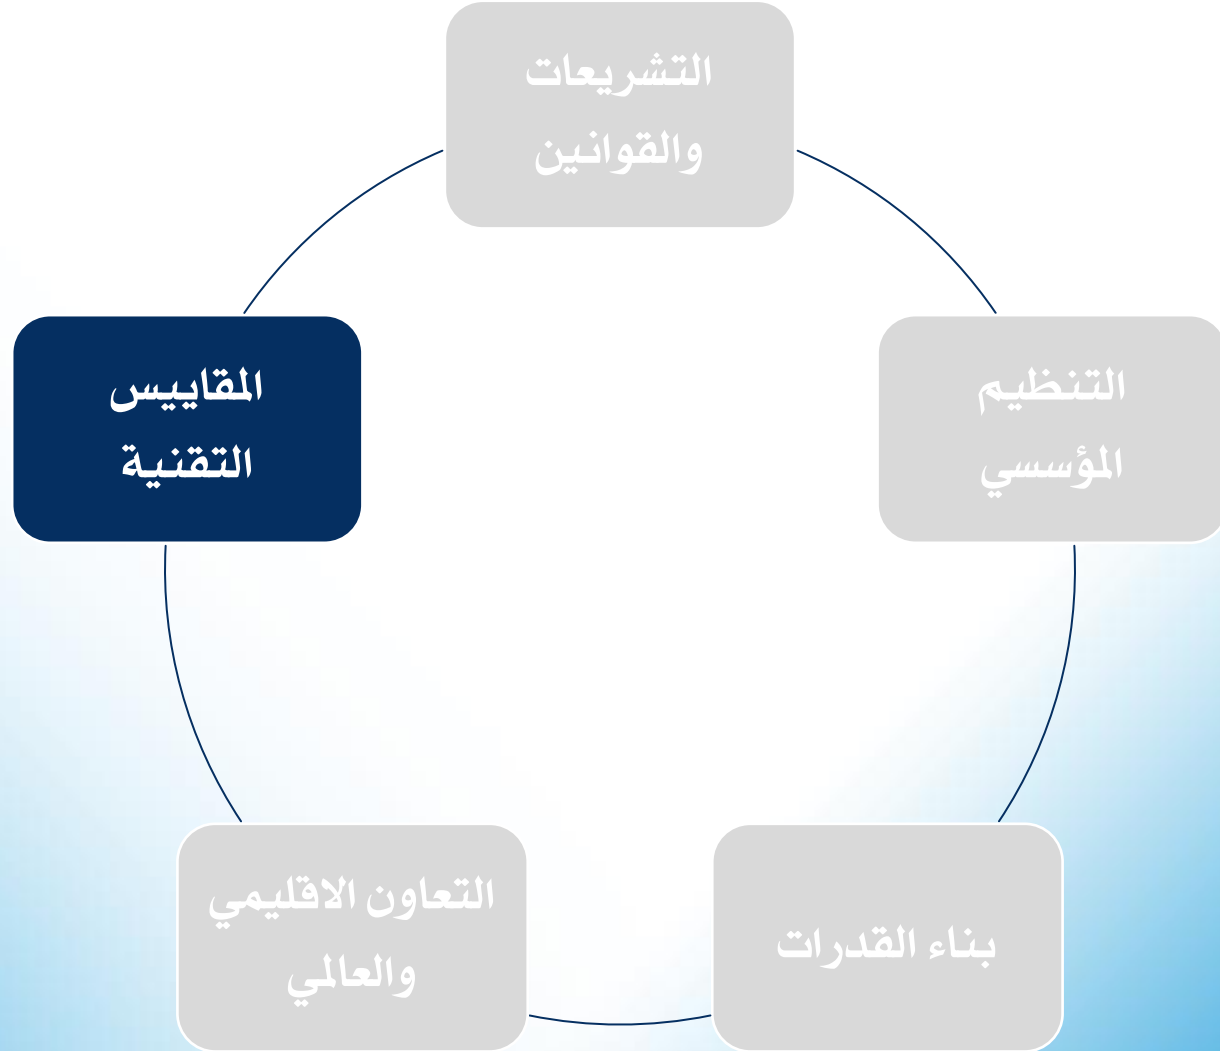 التشريعات
والقوانين
التنظيم
المؤسسي
بناء القدرات
التعاون الاقليمي
والعالمي
المقاييس
التقنية